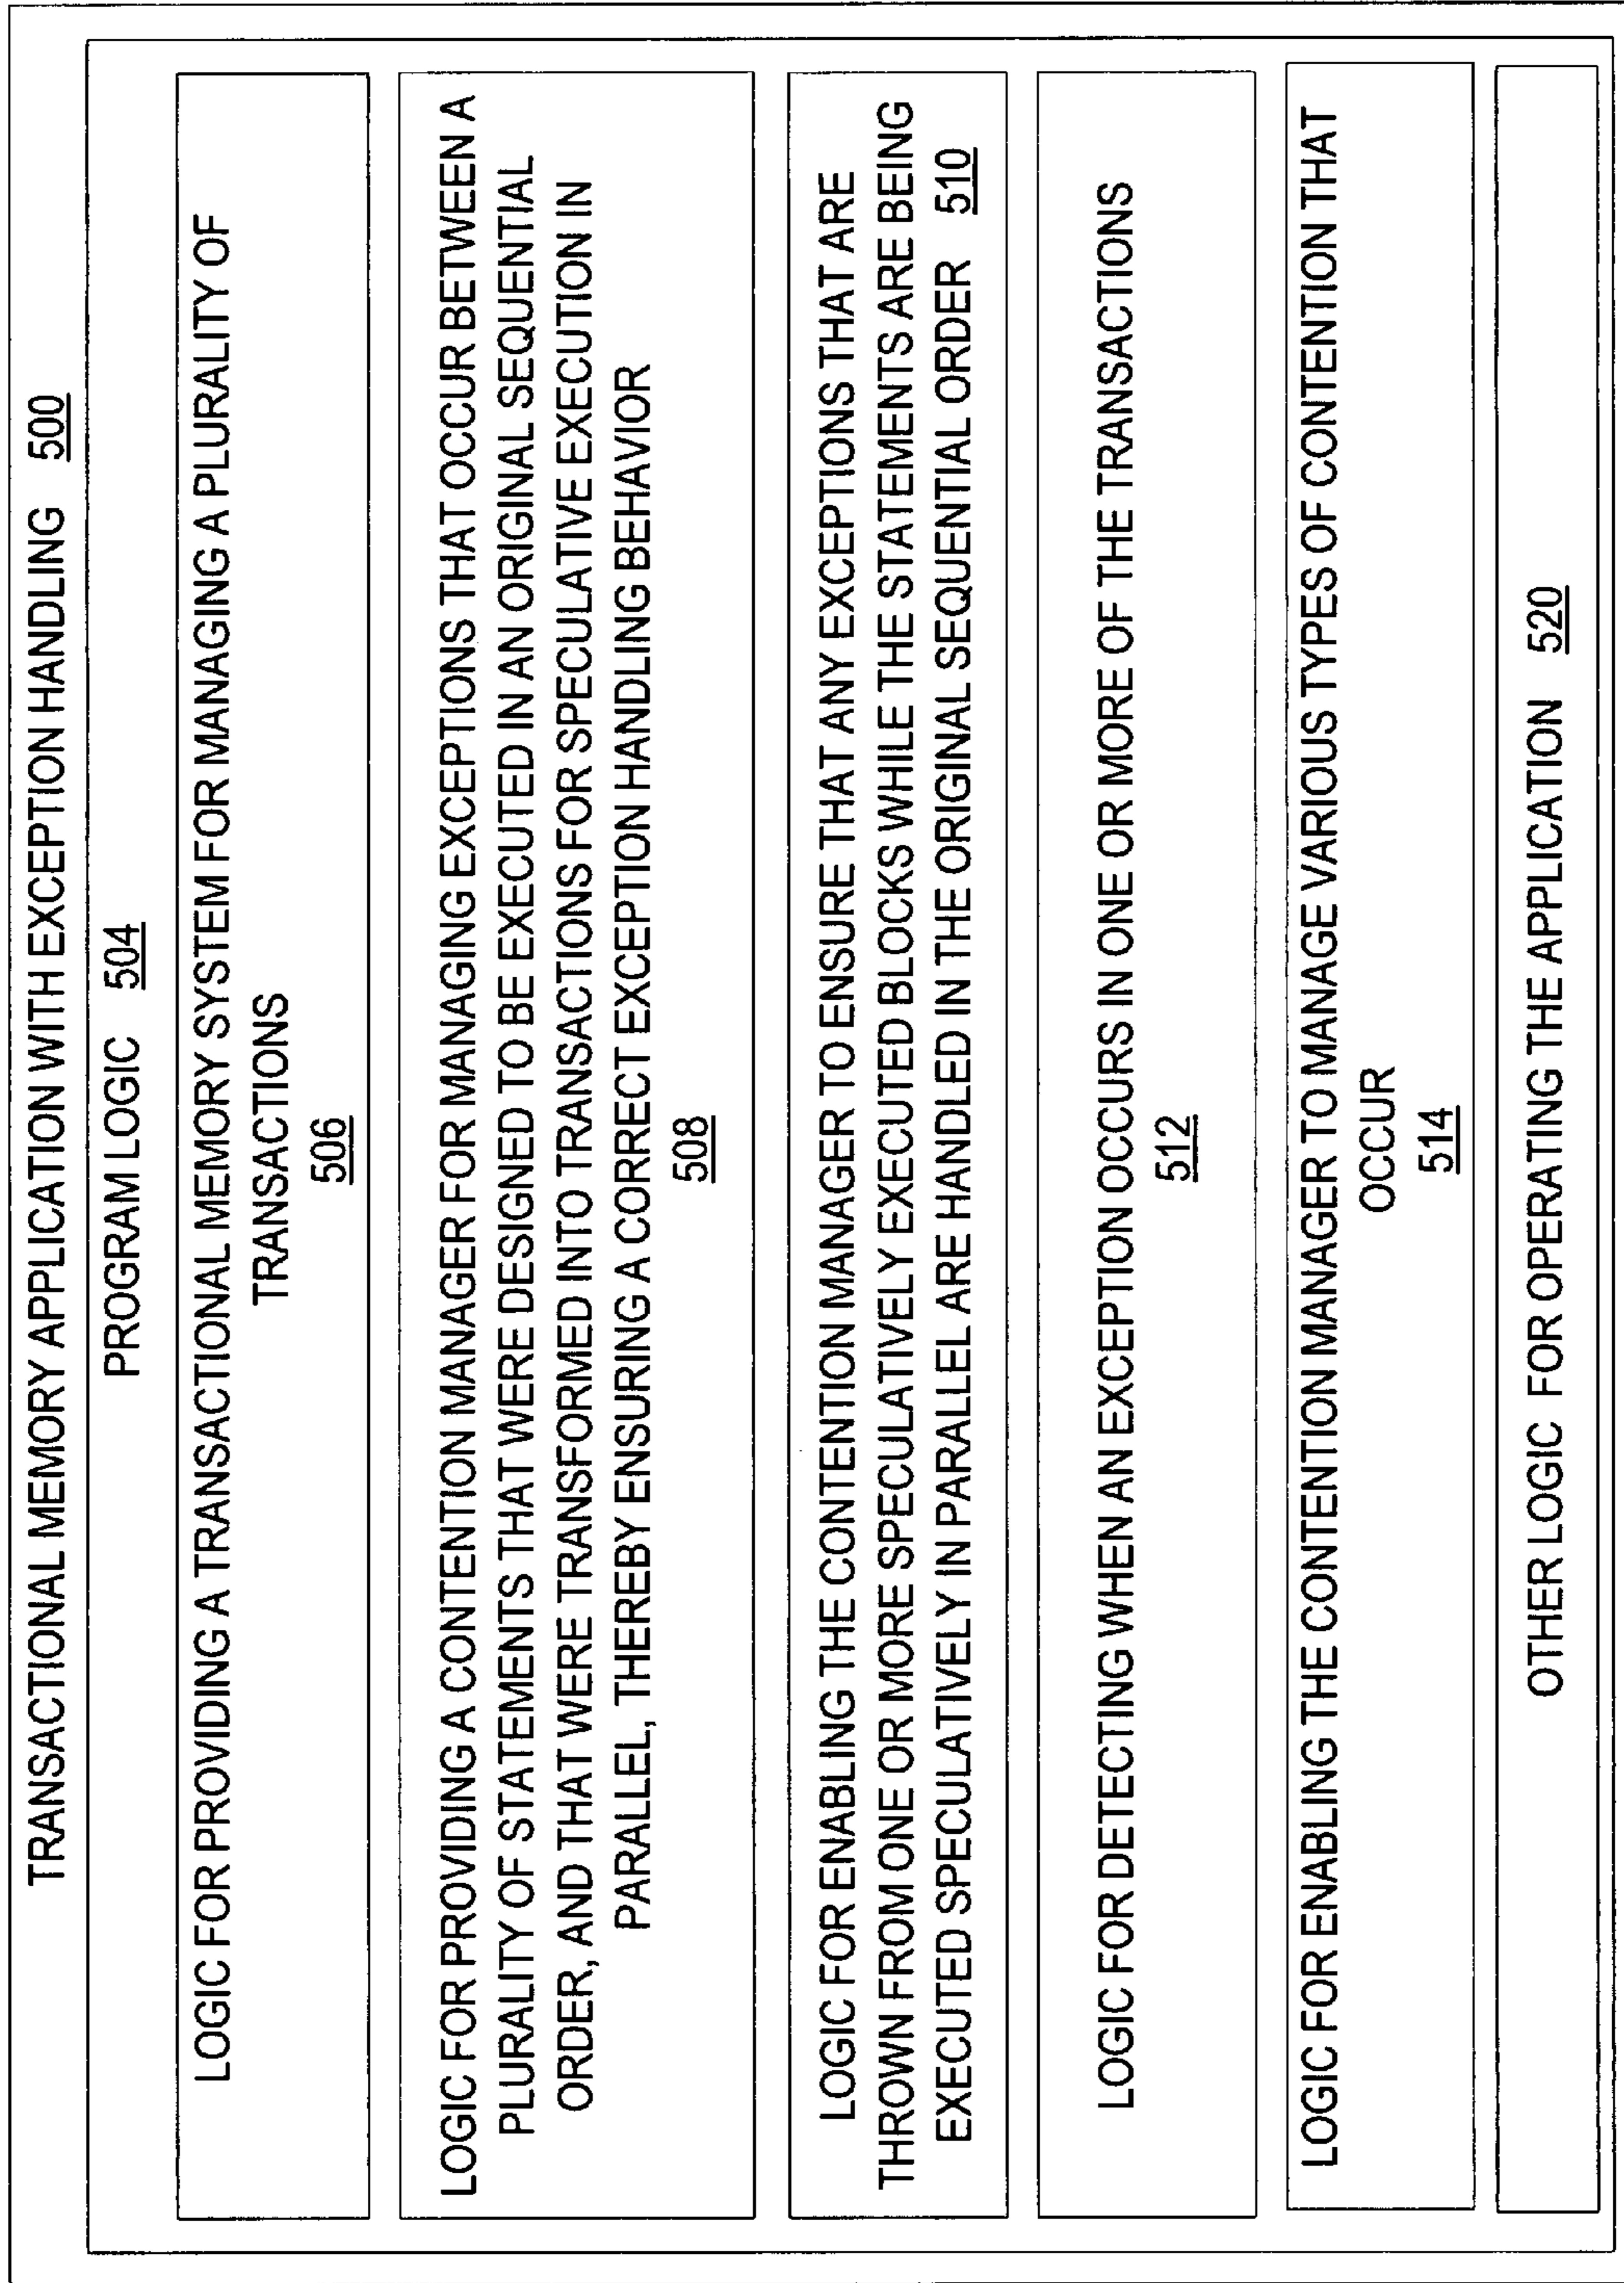 TRANSACTIONAL MEMORY APPLICATION WITH EXCEPTION HANDLING 500
PROGRAM LOGIC 504
LOGIC FOR PROVIDING A TRANSACTIONAL MEMORY SYSTEM FOR MANAGING A PLURALITY OF
TRANSACTIONS
506
LOGIC FOR PROVIDING A CONTENTION MANAGER FOR MANAGING EXCEPTIONS THAT OCCUR BETWEEN A
PLURALITY OF STATEMENTS THAT WERE DESIGNED TO BE EXECUTED IN AN ORIGINAL SEQUENTIAL
ORDER, AND THAT WERE TRANSFORMED INTO TRANSACTIONS FOR SPECULATIVE EXECUTION IN
PARALLEL, THEREBY ENSURING A CORRECT EXCEPTION HANDLING BEHAVIOR
508
LOGIC FOR ENABLING THE CONTENTION MANAGER TO ENSURE THAT ANY EXCEPTIONS THAT ARE
THROWN FROM ONE OR MORE SPECULATIVELY EXECUTED BLOCKS WHILE THE STATEMENTS ARE BEING
EXECUTED SPECULATIVELY IN PARALLEL ARE HANDLED IN THE ORIGINAL SEQUENTIAL ORDER 510
LOGIC FOR DETECTING WHEN AN EXCEPTION OCCURS IN ONE OR MORE OF THE TRANSACTIONS
512
LOGIC FOR ENABLING THE CONTENTION MANAGER TO MANAGE VARIOUS TYPES OF CONTENTION THAT
OCCUR
514
OTHER LOGIC FOR OPERATING THE APPLICATION 520